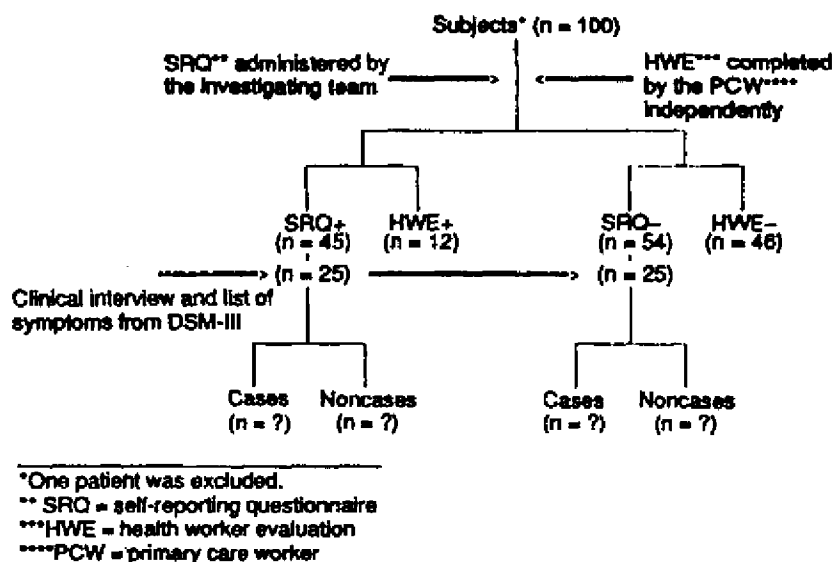 Subjects* (n = 100)
SRQ** administered by
the investigating team
HWE*** completed
by the PCW****
independently
SRQ+
(n = 45)
HWE+
(n = 12)
SRQ–
(n = 54)
HWE–
(n = 46)
(n = 25)
(n = 25)
Clinical interview and list of
symptoms from DSM-III
Cases
(n = ?)
Noncases
(n = ?)
Cases
(n = ?)
Noncases
(n = ?)
*One patient was excluded.
** SRQ = self-reporting questionnaire
***HWE = health worker evaluation
****PCW = primary care worker